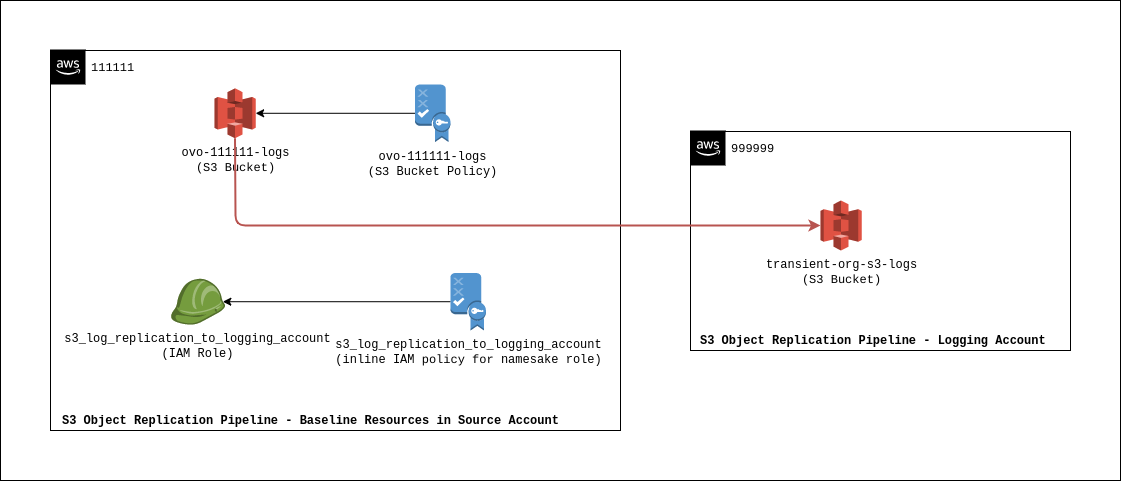 aws
111111
ovo-111111-logs
(S3 Bucket)
ovo-111111-logs
(S3 Bucket Policy)
s3_log_replication_to_logging_account
(IAM Role)
s3_log_replication_to_logging_account
(inline IAM policy for namesake role)
S3 Object Replication Pipeline - Baseline Resources in Source Account
aws
999999
transient-org-s3-logs
(S3 Bucket)
S3 Object Replication Pipeline - Logging Account